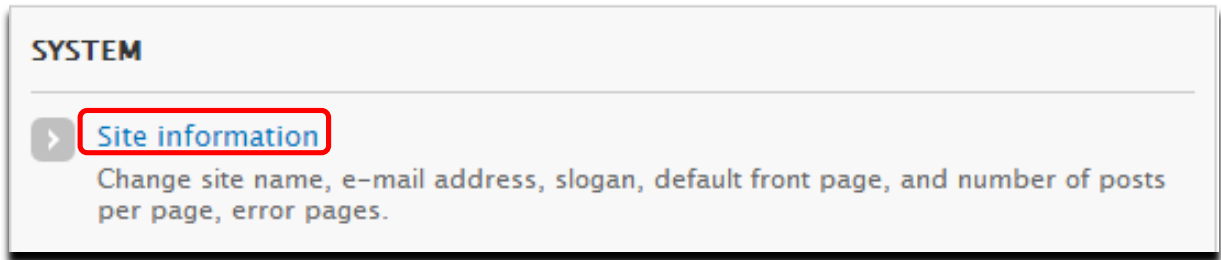 SYSTEM
Site information
Change site name, e-mail address, slogan, default front page, and number of posts
per page, error pages.